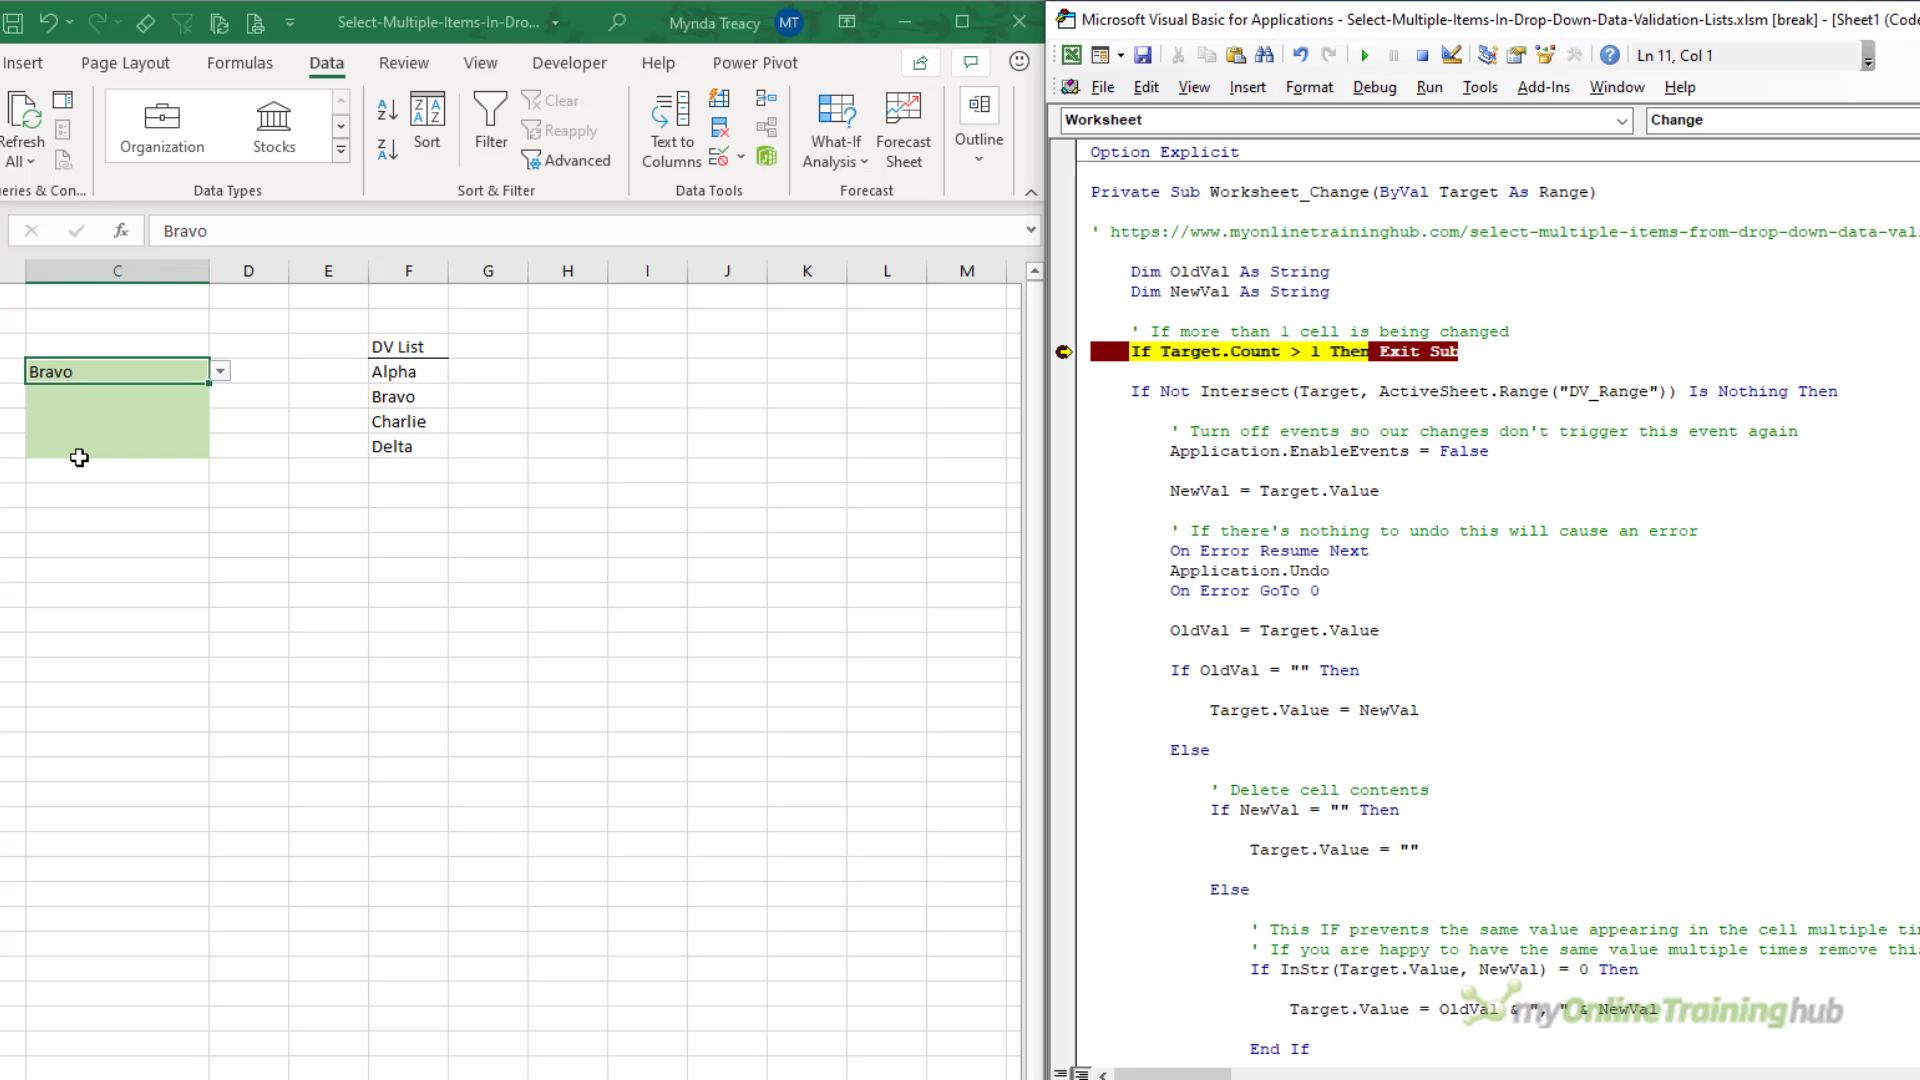 Select-Multiple-Items-In-Dro...
Mynda Treacy
MT
Insert
Page Layout
Formulas
Data
Review
View
Developer
Help
Power Pivot
Refresh
All
Organization
Stocks
Sort
Filter
Clear
Reapply
Advanced
Text to
Columns
What-If
Analysis
Forecast
Sheet
Outline
eries & Con...
Data Types
Sort & Filter
Data Tools
Forecast
fx
Bravo
C D E F G H I J K L M
DV List
Bravo
Alpha
Bravo
Charlie
Delta
Microsoft Visual Basic for Applications - Select-Multiple-Items-In-Drop-Down-Data-Validation-Lists.xlsm [break] - [Sheet1 (Code
Ln 11, Col 1
File Edit View Insert Format Debug Run Tools Add-Ins Window Help
Worksheet
Change
Option Explicit
Private Sub Worksheet_Change(ByVal Target As Range)
' https://www.myonlinetraininghub.com/select-multiple-items-from-drop-down-data-vali
Dim OldVal As String
Dim NewVal As String
' If more than 1 cell is being changed
If Target.Count > 1 Then Exit Sub
If Not Intersect(Target, ActiveSheet.Range("DV_Range")) Is Nothing Then
' Turn off events so our changes don't trigger this event again
Application.EnableEvents = False
NewVal = Target.Value
' If there's nothing to undo this will cause an error
On Error Resume Next
Application.Undo
On Error GoTo 0
OldVal = Target.Value
If OldVal = "" Then
Target.Value = NewVal
Else
' Delete cell contents
If NewVal = "" Then
Target.Value = ""
Else
' This IF prevents the same value appearing in the cell multiple tim
' If you are happy to have the same value multiple times remove this
If InStr(Target.Value, NewVal) = 0 Then
Target.Value = OldVal & ", " & NewVal
myOnlineTraininghub
End If